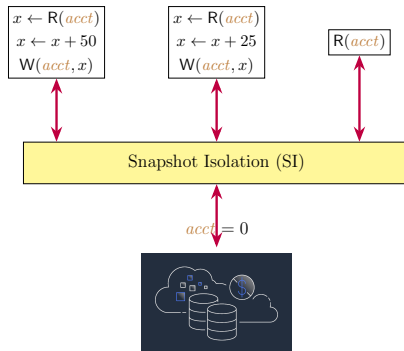 x ← R(acct)
x ← x + 50
W(acct, x)
x ← R(acct)
x ← x + 25
W(acct, x)
R(acct)
Snapshot Isolation (SI)
acct = 0
$